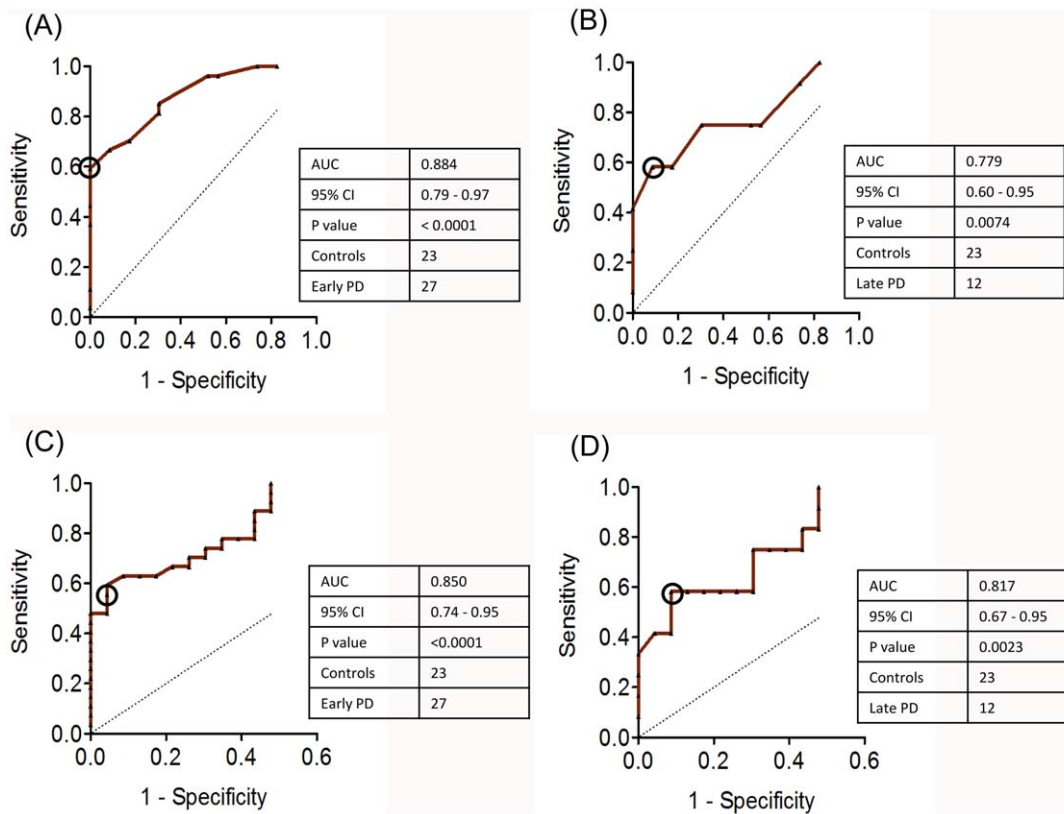 (A)
1.0
0.8
0.6
0.4
0.2
0.0
Sensitivity
0.0 0.2 0.4 0.6 0.8 1.0
1 - Specificity
AUC 0.884
95% CI 0.79 - 0.97
P value < 0.0001
Controls 23
Early PD 27
(B)
1.0
0.8
0.6
0.4
0.2
0.0
Sensitivity
0.0 0.2 0.4 0.6 0.8 1.0
1 - Specificity
AUC 0.779
95% CI 0.60 - 0.95
P value 0.0074
Controls 23
Late PD 12
(C)
1.0
0.8
0.6
0.4
0.2
0.0
Sensitivity
0.0 0.2 0.4 0.6
1 - Specificity
AUC 0.850
95% CI 0.74 - 0.95
P value <0.0001
Controls 23
Early PD 27
(D)
1.0
0.8
0.6
0.4
0.2
0.0
Sensitivity
0.0 0.2 0.4 0.6
1 - Specificity
AUC 0.817
95% CI 0.67 - 0.95
P value 0.0023
Controls 23
Late PD 12